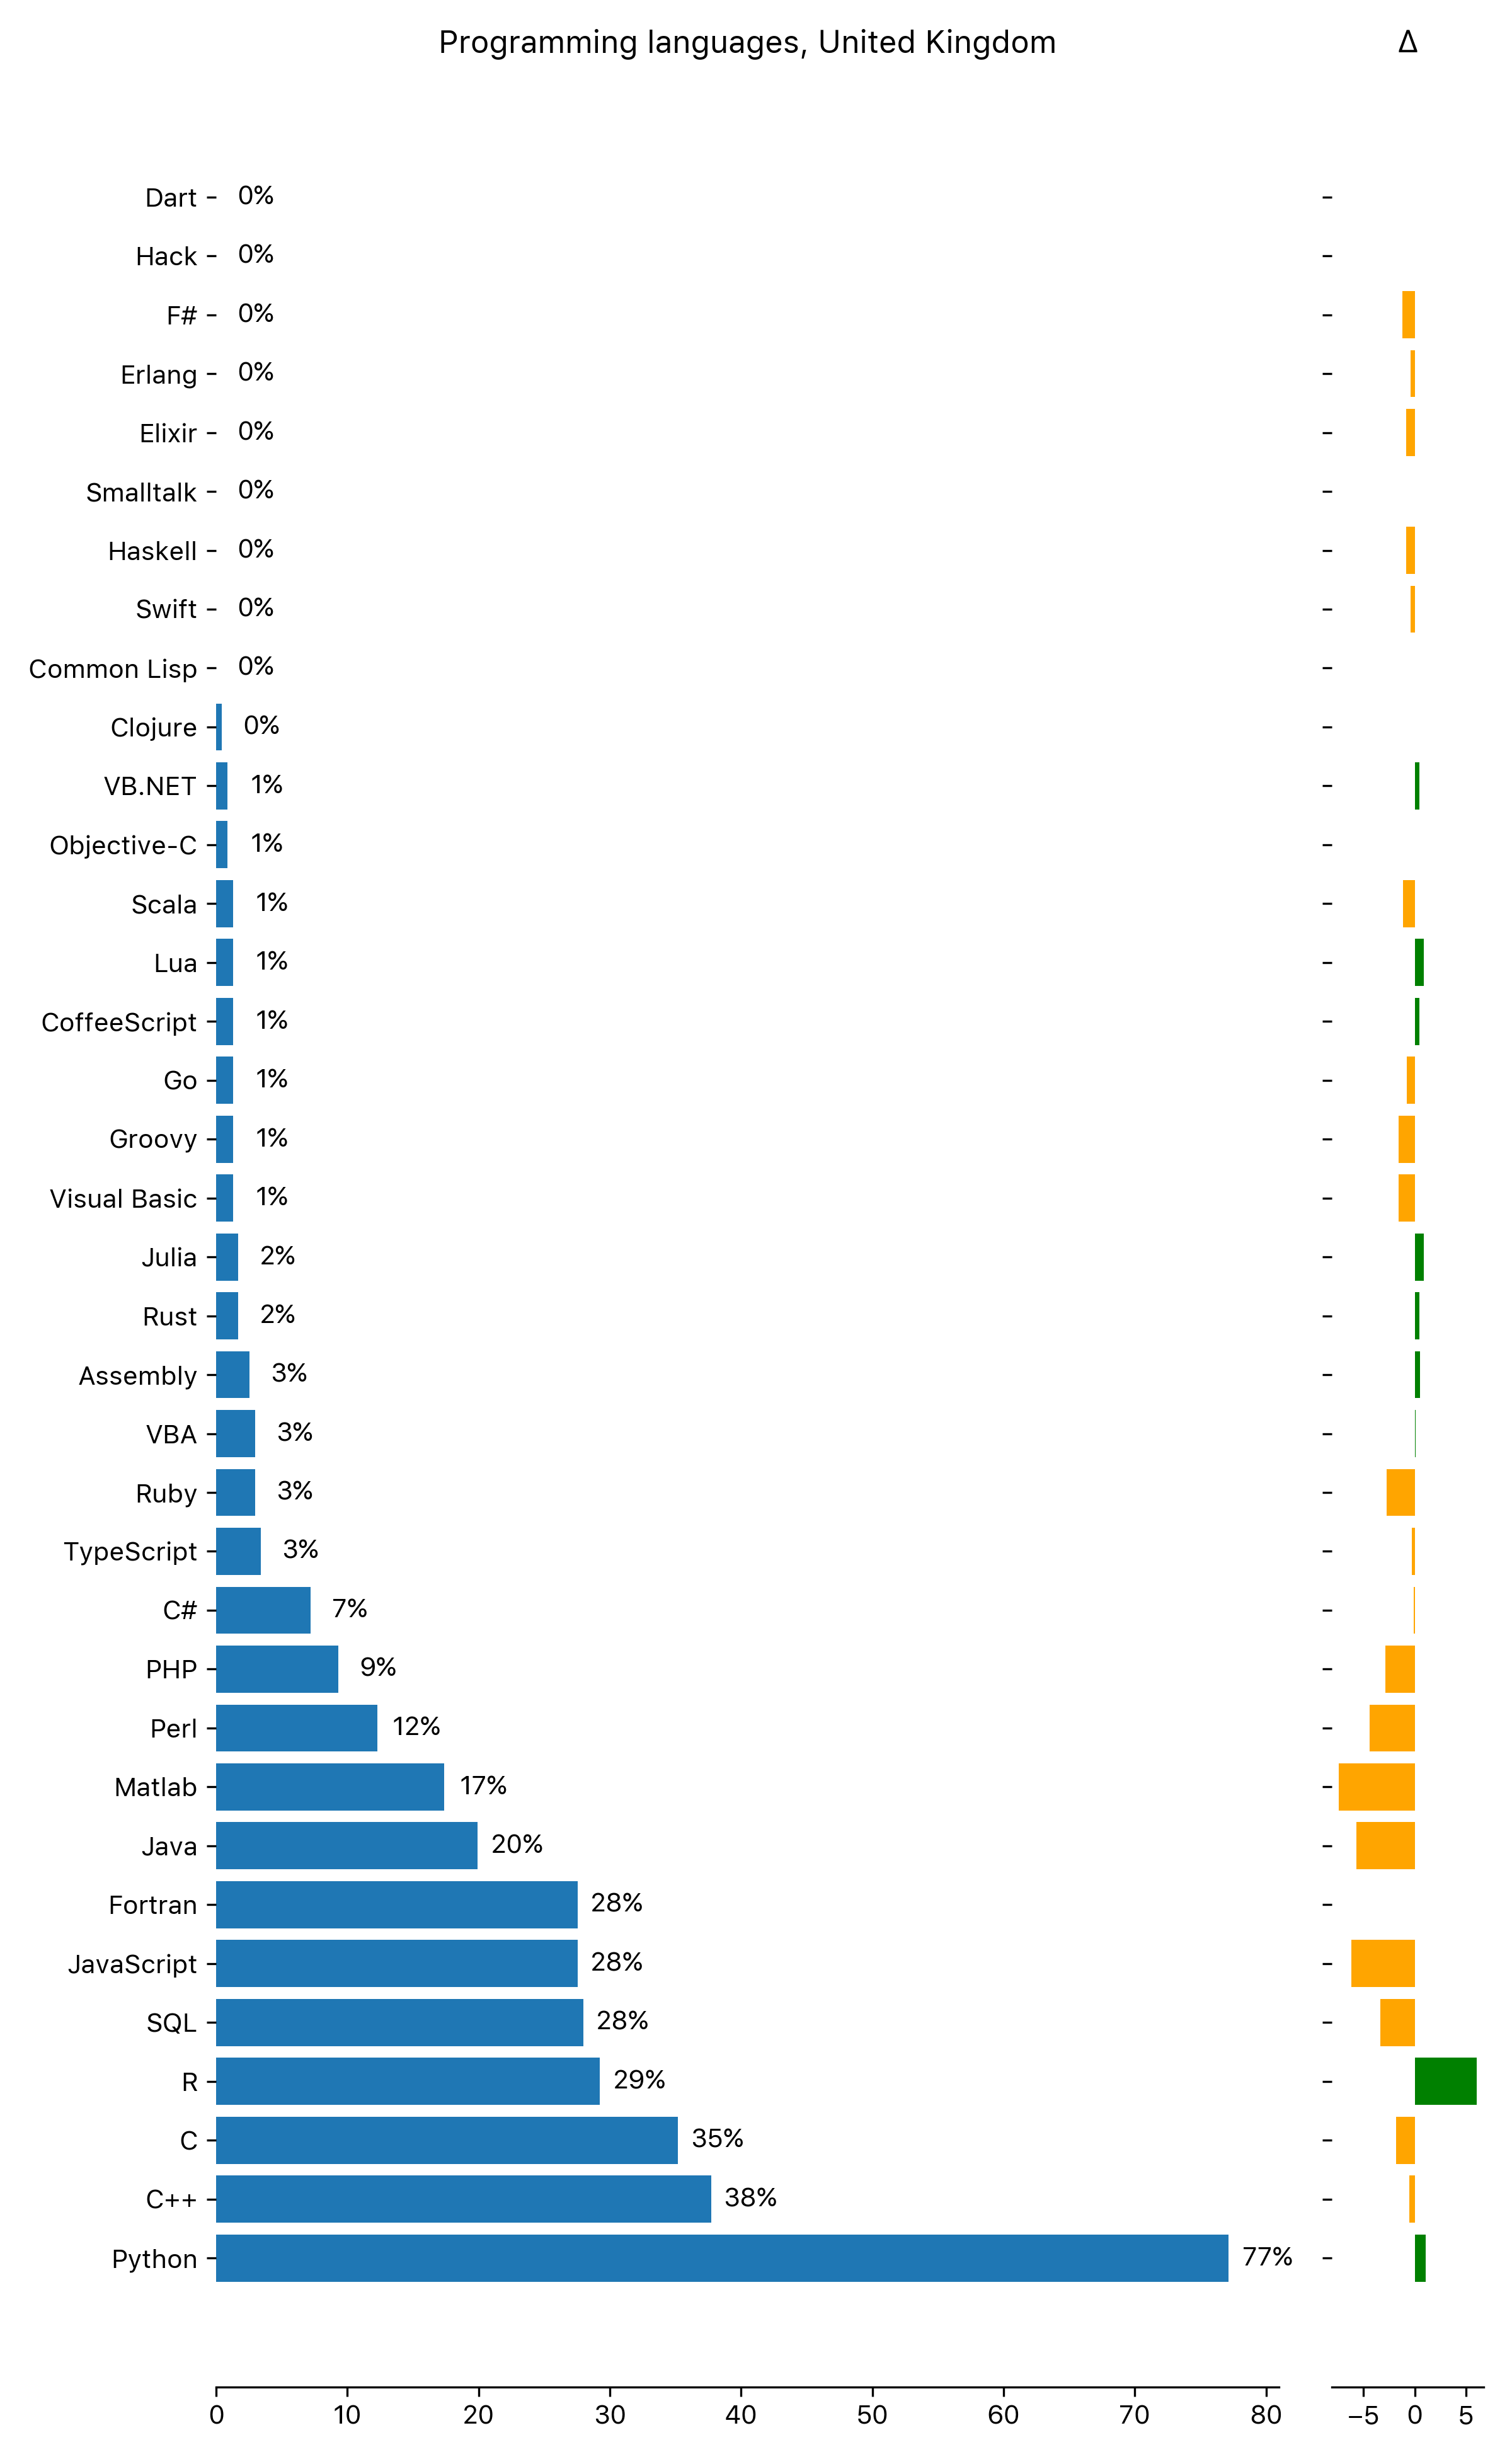 Programming languages, United Kingdom Δ
Dart 0%
Hack 0%
F# 0%
Erlang 0%
Elixir 0%
Smalltalk 0%
Haskell 0%
Swift 0%
Common Lisp 0%
Clojure 0%
VB.NET 1%
Objective-C 1%
Scala 1%
Lua 1%
CoffeeScript 1%
Go 1%
Groovy 1%
Visual Basic 1%
Julia 2%
Rust 2%
Assembly 3%
VBA 3%
Ruby 3%
TypeScript 3%
C# 7%
PHP 9%
Perl 12%
Matlab 17%
Java 20%
Fortran 28%
JavaScript 28%
SQL 28%
R 29%
C 35%
C++ 38%
Python 77%
0 10 20 30 40 50 60 70 80 −5 0 5